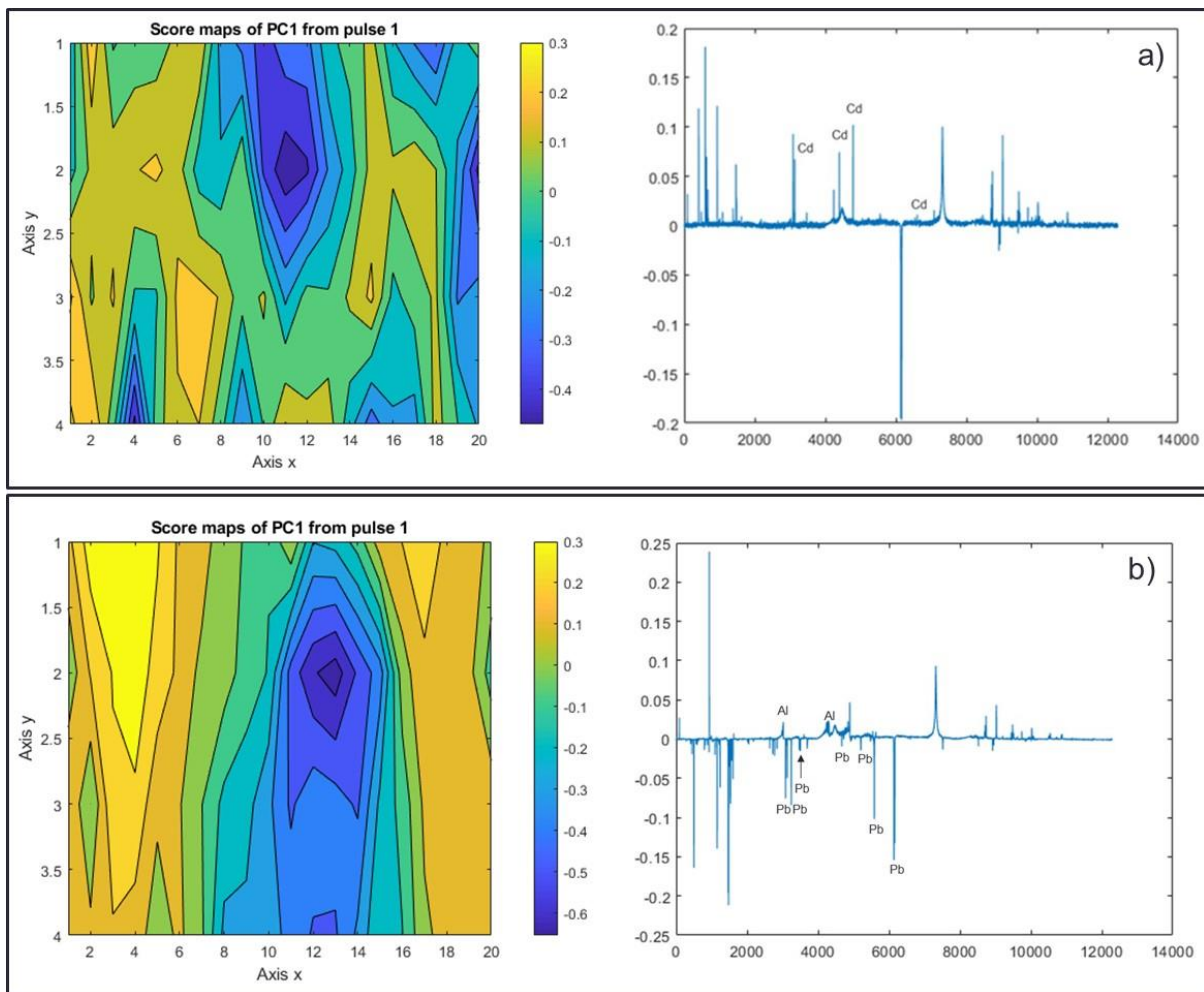 Score maps of PC1 from pulse 1
1
1.5
2
2.5
3
3.5
4
Axis y
2 4 6 8 10 12 14 16 18 20
Axis x
0.3
0.2
0.1
0
-0.1
-0.2
-0.3
-0.4
a)
0.2
0.15
0.1
0.05
0
-0.05
-0.1
-0.15
-0.2
Cd
Cd
Cd
Cd
0 2000 4000 6000 8000 10000 12000 14000
Score maps of PC1 from pulse 1
1
1.5
2
2.5
3
3.5
4
Axis y
2 4 6 8 10 12 14 16 18 20
Axis x
0.3
0.2
0.1
0
-0.1
-0.2
-0.3
-0.4
-0.5
-0.6
b)
0.25
0.2
0.15
0.1
0.05
0
-0.05
-0.1
-0.15
-0.2
-0.25
Al
Al
Pb
Pb
Pb
Pb Pb
Pb
Pb
0 2000 4000 6000 8000 10000 12000 14000